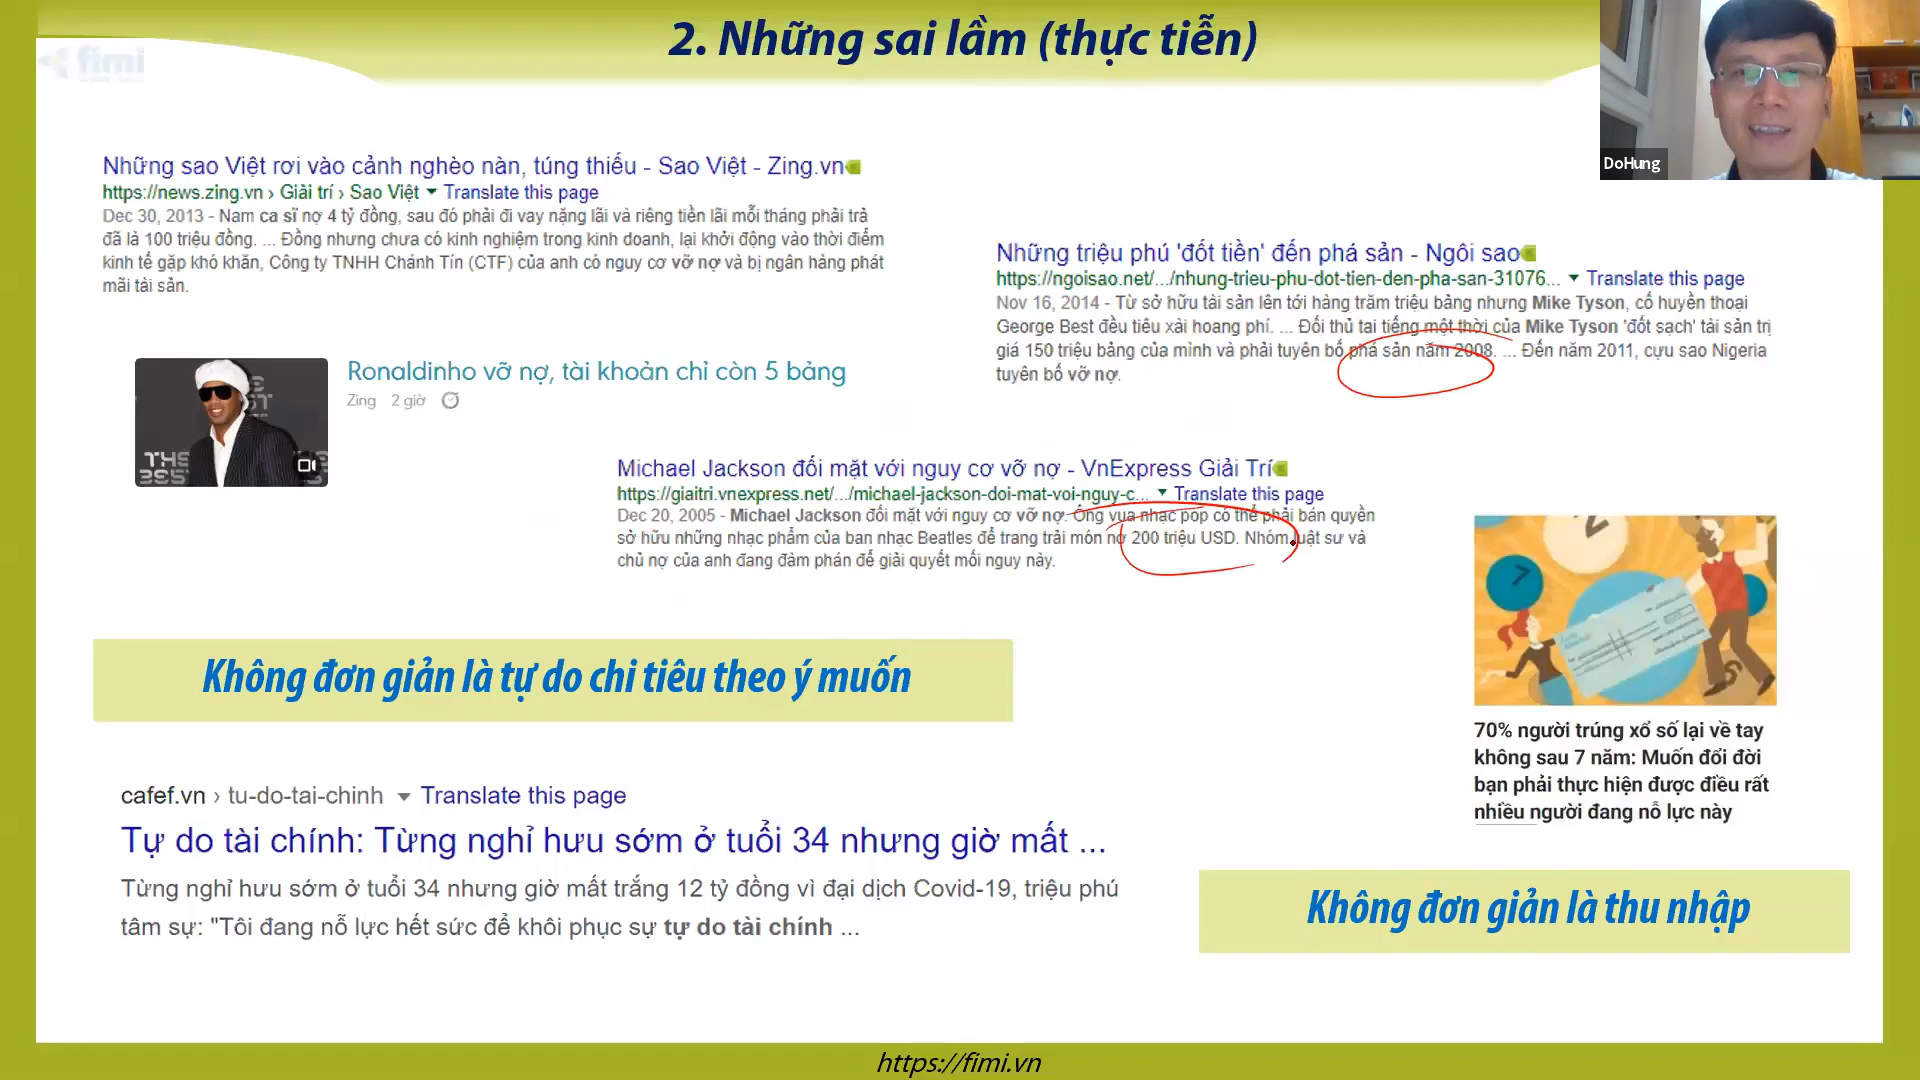 2. Những sai lầm (thực tiễn)
fimi
DoHung
Những sao Việt rơi vào cảnh nghèo nàn, túng thiếu - Sao Việt - Zing.vn
https://news.zing.vn › Giải trí › Sao Việt ▼ Translate this page
Dec 30, 2013 - Nam ca sĩ nợ 4 tỷ đồng, sau đó phải đi vay nặng lãi và riêng tiền lãi mỗi tháng phải trả
đã là 100 triệu đồng. ... Đồng nhưng chưa có kinh nghiệm trong kinh doanh, lại khởi động vào thời điểm
kinh tế gặp khó khăn, Công ty TNHH Chánh Tín (CTF) của anh có nguy cơ vỡ nợ và bị ngân hàng phát
mãi tài sản.
Những triệu phú 'đốt tiền' đến phá sản - Ngôi sao
https://ngoisao.net/.../nhung-trieu-phu-dot-tien-den-pha-san-31076... ▼ Translate this page
Nov 16, 2014 - Từ sở hữu tài sản lên tới hàng trăm triệu bảng nhưng Mike Tyson, cố huyền thoại
George Best đều tiêu xài hoang phí. ... Đối thủ tai tiếng một thời của Mike Tyson 'đốt sạch' tài sản trị
giá 150 triệu bảng của mình và phải tuyên bố phá sản năm 2008. ... Đến năm 2011, cựu sao Nigeria
tuyên bố vỡ nợ.
Ronaldinho vỡ nợ, tài khoản chỉ còn 5 bảng
Zing 2 giờ
THE
BEST
Michael Jackson đối mặt với nguy cơ vỡ nợ - VnExpress Giải Trí
https://giaitri.vnexpress.net/.../michael-jackson-doi-mat-voi-nguy-c... ▼ Translate this page
Dec 20, 2005 - Michael Jackson đối mặt với nguy cơ vỡ nợ. Ông vua nhạc pop có thể phải bán quyền
sở hữu những nhạc phẩm của ban nhạc Beatles để trang trải món nợ 200 triệu USD. Nhóm luật sư và
chủ nợ của anh đang đàm phán để giải quyết mối nguy này.
Không đơn giản là tự do chi tiêu theo ý muốn
2
7
5
70% người trúng xổ số lại về tay
không sau 7 năm: Muốn đổi đời
bạn phải thực hiện được điều rất
nhiều người đang nỗ lực này
cafef.vn › tu-do-tai-chinh ▼ Translate this page
Tự do tài chính: Từng nghỉ hưu sớm ở tuổi 34 nhưng giờ mất ...
Từng nghỉ hưu sớm ở tuổi 34 nhưng giờ mất trắng 12 tỷ đồng vì đại dịch Covid-19, triệu phú
tâm sự: "Tôi đang nỗ lực hết sức để khôi phục sự tự do tài chính ...
Không đơn giản là thu nhập
https://fimi.vn